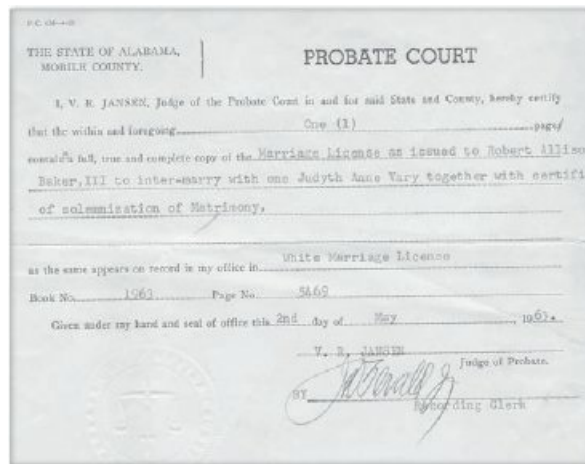 THE STATE OF ALABAMA,
MOBILE COUNTY.
PROBATE COURT
I, V. R. JANSEN, Judge of the Probate Court in and for said State and County, hereby certify
that the within and foregoing One (1) page/
contains a full, true and complete copy of the Marriage License as issued to Robert Alliso
Baker, III to inter-marry with one Judyth Anne Vary together with certifi
of solemnization of Matrimony,
as the same appears on record in my office in White Marriage License
Book No. 1963 Page No. 5469
Given under my hand and seal of office this 2nd day of May, 1963.
V. R. JANSEN
Judge of Probate.
BY
Recording Clerk